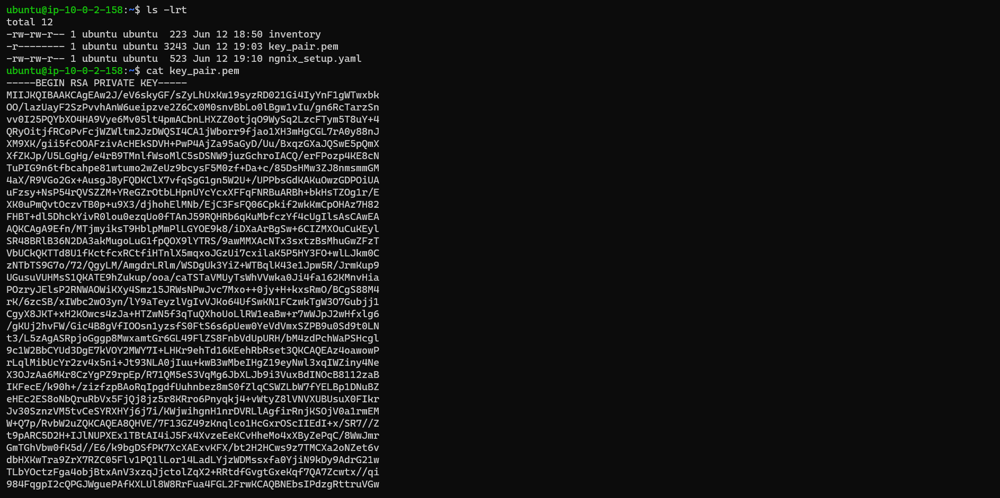 ubuntu@ip-10-0-2-158:~$ ls -lrt
total 12
-rw-rw-r-- 1 ubuntu ubuntu  223 Jun 12 18:50 inventory
-r-------- 1 ubuntu ubuntu 3243 Jun 12 19:03 key_pair.pem
-rw-rw-r-- 1 ubuntu ubuntu  523 Jun 12 19:10 ngnix_setup.yaml
ubuntu@ip-10-0-2-158:~$ cat key_pair.pem
-----BEGIN RSA PRIVATE KEY-----
MIIJKQIBAAKCAgEAw2J/eV6skyGF/sZyLhUxKw19syzRD021Gi4IyYnF1gWTwxbk
OO/lazUayF2SzPvvhAnW6ueipzve2Z6Cx0M0snvBbLo0lBgw1vIu/gn6RcTarzSn
vv0I25PQYbXO4HA9Vye6Mv05lt4pmACbnLHXZZ0otjqO9WySq2LzcFTym5T8uY+4
QRyOitjfRCoPvFcjWZWltm2JzDWQSI4CA1jWborr9fjao1XH3mHgCGL7rA0y88nJ
XM9XK/gii5fcOOAFzivAcHEkSDVH+PwP4AjZa95aGyD/Uu/BxqzGXaJQSwE5pQmX
XfZKJp/U5LGgHg/e4rB9TMnlfWsoMlC5sDSNW9juzGchroIACQ/erFPozp4KE8cN
TuPIG9n6tfbcahpe81wtumo2wZeUz9bcysF5M0zf+Da+c/85DsHMw3ZJ8nmsmmGM
4aX/R9VGo2Gx+AusgJ8yFQDKClX7vfqSgG1gn5W2U+/UPPbsGdKAKuOwzGDPOiUA
uFzsy+NsP54rQVSZZM+YReGZrOtbLHpnUYcYcxXFFqFNRBuARBh+bkHsTZOg1r/E
XK0uPmQvtOczvTB0p+u9X3/djhohElMNb/EjC3FsFQ06Cpkif2wkKmCpOHAz7H82
FHBT+dl5DhckYivR0lou0ezqUo0fTAnJ59RQHRb6qKuMbfczYf4cUgIlsAsCAwEA
AQKCAgA9Efn/MTjmyiksT9HblpMmPlLGYOE9k8/iDXaArBgSw+6CIZMXOuCuKEyl
SR48BRlB36N2DA3akMugoLuG1fpQOX9lYTRS/9awMMXAcNTx3sxtzBsMhuGwZFzT
VbUCkQKTTd8U1fKctfcxRCtfiHTnlX5mqxoJGzUi7cxilaK5P5HY3FO+wlLJkm0C
zNTbTS9G7o/72/QgyLM/AmgdrLRlm/WSDgUk3YiZ+WTBqlK43e1Jpw5R/JrmKup9
UGusuVUHMsS1QKATE9hZukup/ooa/caTSTaVMUyTsWhVVwka0Ji4fa162KMnvHia
POzryJElsP2RNWAOWiKXy4Smz15JRWsNPwJvc7Mxo++0jy+H+kxsRmO/BCgS88M4
rK/6zcSB/xIWbc2wO3yn/lY9aTeyzlVgIvVJKo64UfSwKN1FCzwkTgW3O7Gubjj1
CgyX8JKT+xH2KOwcs4zJa+HTZwN5f3qTuQXhoUoLlRW1eaBw+r7wWJpJ2wHfxlg6
/gKUj2hvFW/Gic4B8gVfIOOsn1yzsfS0FtS6s6pUew0YeVdVmxSZPB9u0Sd9t0LN
t3/L5zAgASRpjoGggp8MwxamtGr6GL49FlZS8FnbVdUpURH/bM4zdPchWaPSHcgl
9c1W2BbCYUd3DgE7kVOY2MWY7I+LHKr9ehTd16KEehRbRset3QKCAQEAz4oawowP
rLqlMibUcYr2zv4x5ni+Jt93NLA0jIuu+kwB3wMbeIHgZ19eyNwl3xqIWZiny4Ne
X3OJzAa6MKr8CzYgPZ9rpEp/R71QM5eS3VqMg6JbXLJb9i3VuxBdINOcB8112zaB
IKFecE/k90h+/zizfzpBAoRqIpgdfUuhnbez8mS0fZlqCSWZLbW7fYELBp1DNuBZ
eHEc2ES8oNbQruRbVx5FjQj8jz5r8KRro6Pnyqkj4+vWtyZ8lVNVXUBUsuX0FIkr
Jv30SznzVM5tvCeSYRXHYj6j7i/KWjwihgnH1nrDVRLlAgfirRnjKSOjV0a1rmEM
W+Q7p/RvbW2uZQKCAQEA8QHVE/7F13GZ49zKnqlco1HcGxrOScIIEdI+x/SR7//Z
t9pARC5D2H+IJlNUPXEx1TBtAI4iJ5Fx4XvzeEeKCvHheMo4xXByZePqC/8WwJmr
GmTGhVbw0fK5d//E6/k9bgDSfPK7XcXAExvKFX/bt2H2HCws9z7TMCXa2oNZet6v
dbHXKwTra9ZrX7RZC05Flv1PQ1lLor14LadLYjzWDMssxfa0YjiN9kDy9AdrG21w
TLbYOctzFga4objBtxAnV3xzqJjctolZqX2+RRtdfGvgtGxeKqf7QA7Zcwtx//qi
984FqgpI2cQPGJWguePAfKXLUl8W8RrFua4FGL2FrwKCAQBNEbsIPdzgRttruVGw